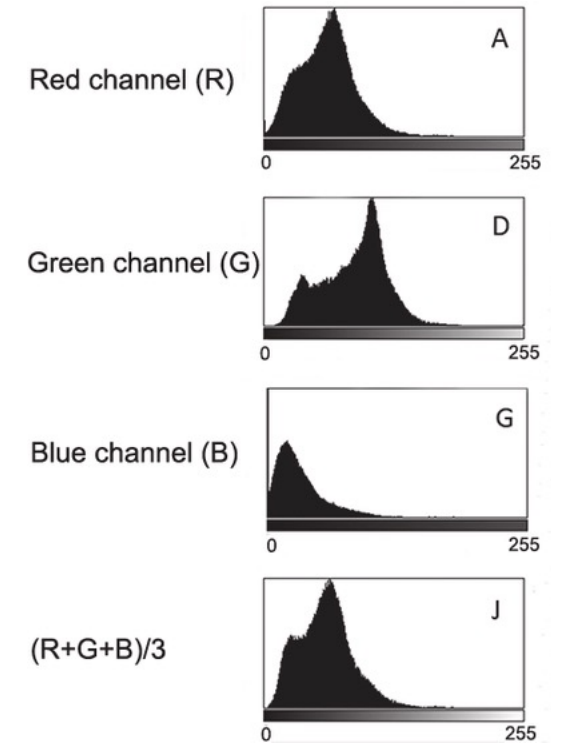 A
Red channel (R)
0 255
D
Green channel (G)
0 255
G
Blue channel (B)
0 255
J
(R+G+B)/3
0 255